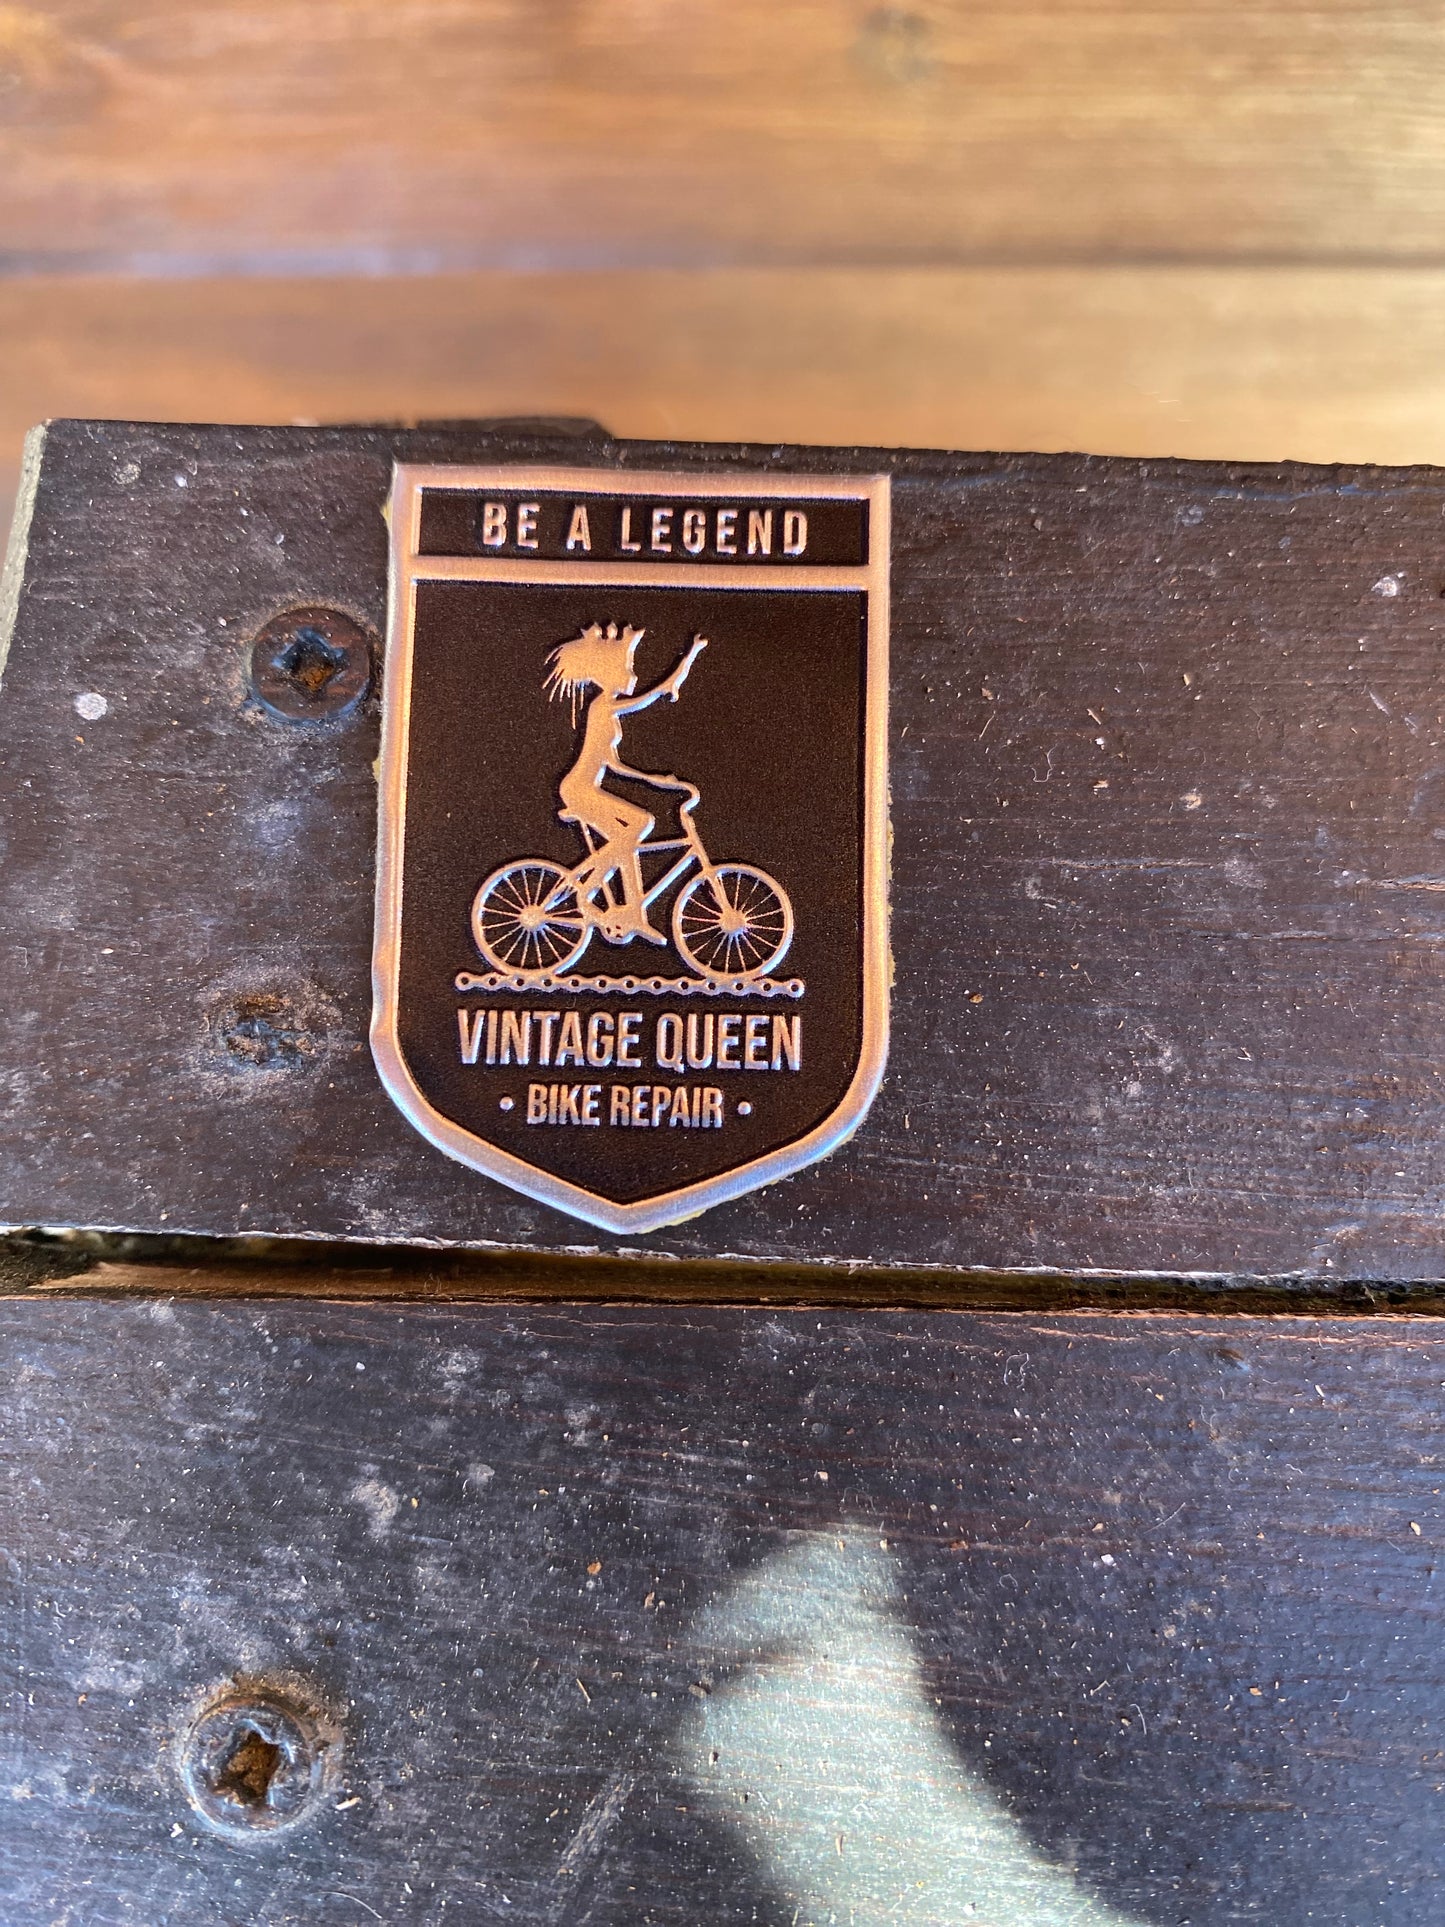 BE A LEGEND
VINTAGE QUEEN
• BIKE REPAIR •